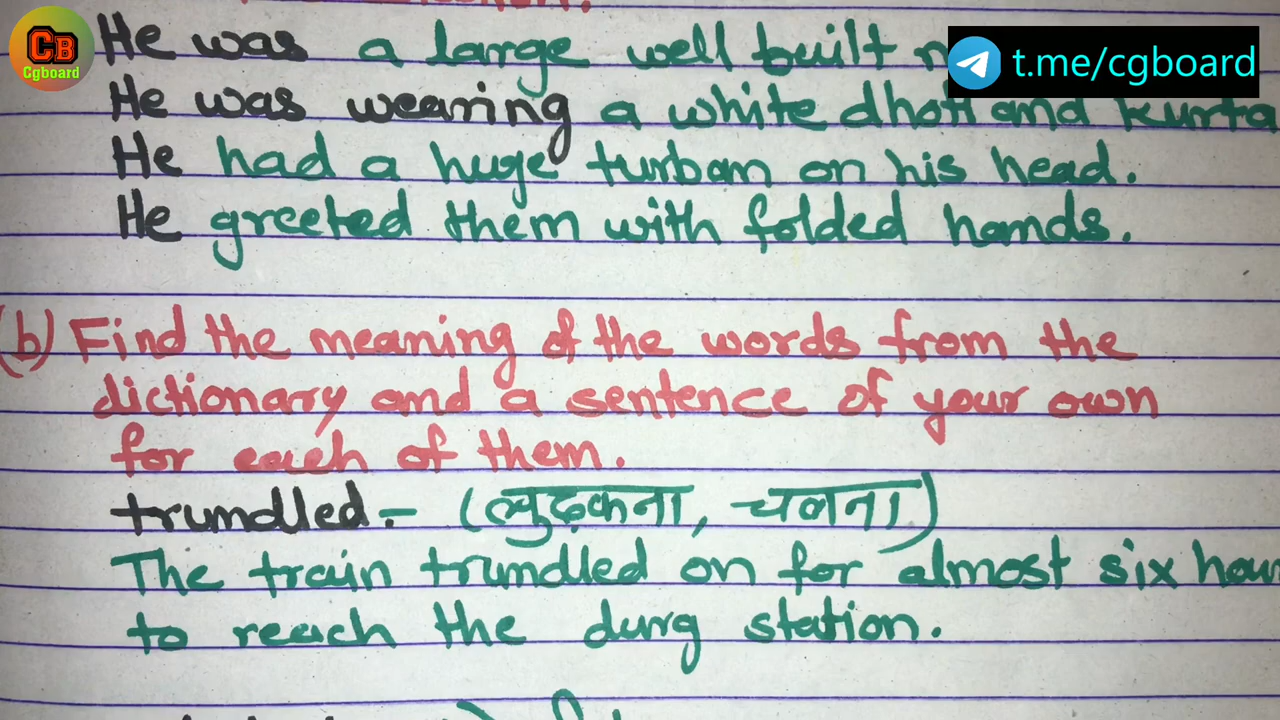 CB
Cgboard
t.me/cgboard
He was a large well built
He was wearing a white dhoti and kurta
He had a huge turban on his head.
He greeted them with folded hands.
(b) Find the meaning of the words from the
dictionary and a sentence of your own
for each of them.
trumdled. - (लुढ़कना, चलना)
The train trumdled on for almost six hour
to reach the durg station.